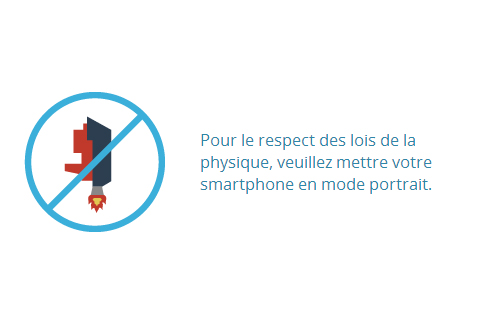 Pour le respect des lois de la
physique, veuillez mettre votre
smartphone en mode portrait.